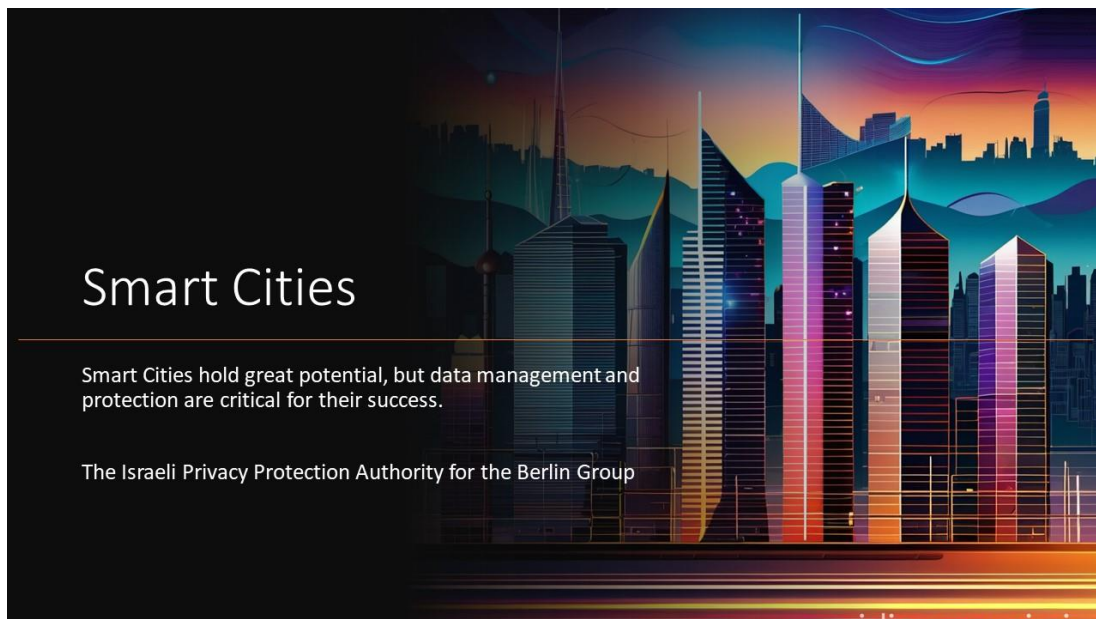 Smart Cities
Smart Cities hold great potential, but data management and
protection are critical for their success.
The Israeli Privacy Protection Authority for the Berlin Group